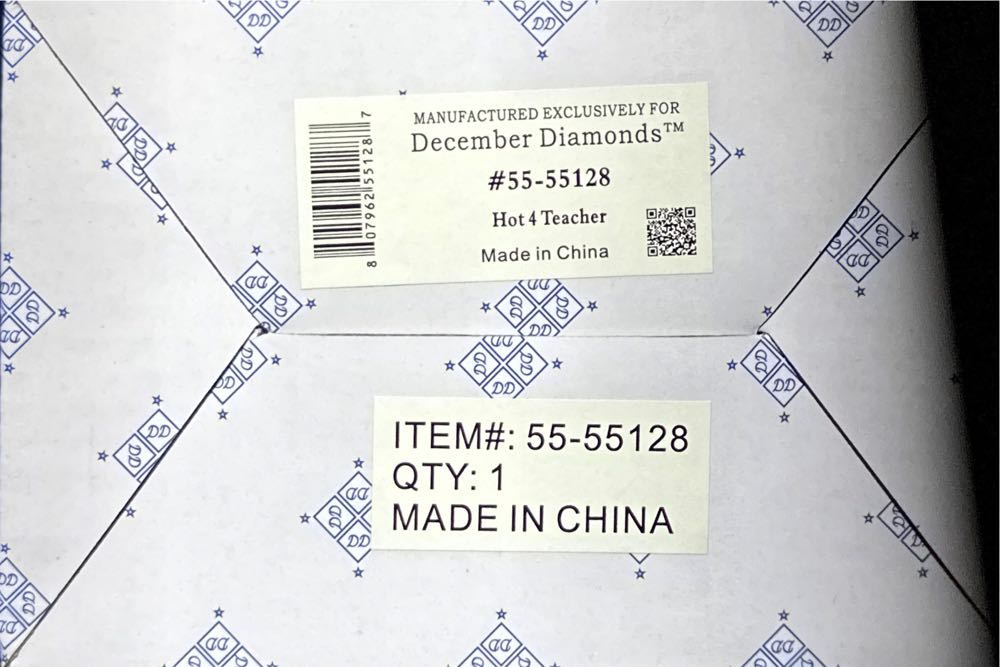 MANUFACTURED EXCLUSIVELY FOR
December Diamonds™
#55-55128
Hot 4 Teacher
Made in China
8 07962 55128 7
ITEM#: 55-55128
QTY: 1
MADE IN CHINA
DD